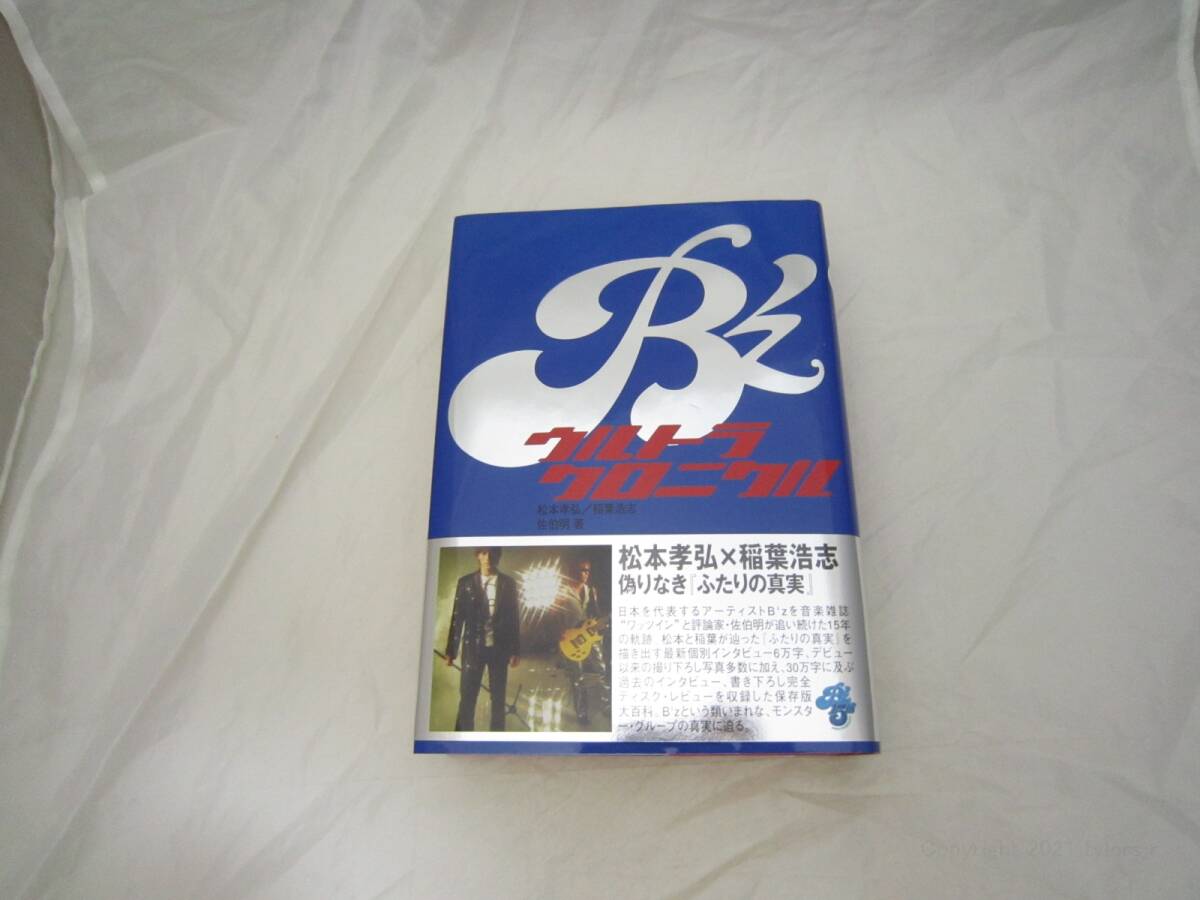 B'z
ウルトラ
クロニクル
松本孝弘／稲葉浩志
佐伯明 著
松本孝弘×稲葉浩志
偽りなき『ふたりの真実』
日本を代表するアーティストB'zを音楽雑誌
“ワッツイン”と評論家・佐伯明が追い続けた15年
の軌跡 松本と稲葉が辿った『ふたりの真実』を
描き出す最新個別インタビュー6万字、デビュー
以来の撮り下ろし写真多数に加え、30万字に及ぶ
過去のインタビュー、書き下ろし完全
ディスク・レビューを収録した保存版
大百科。B'zという類いまれな、モンスタ
ー・グループの真実に迫る。
B'z
Copyright 2021